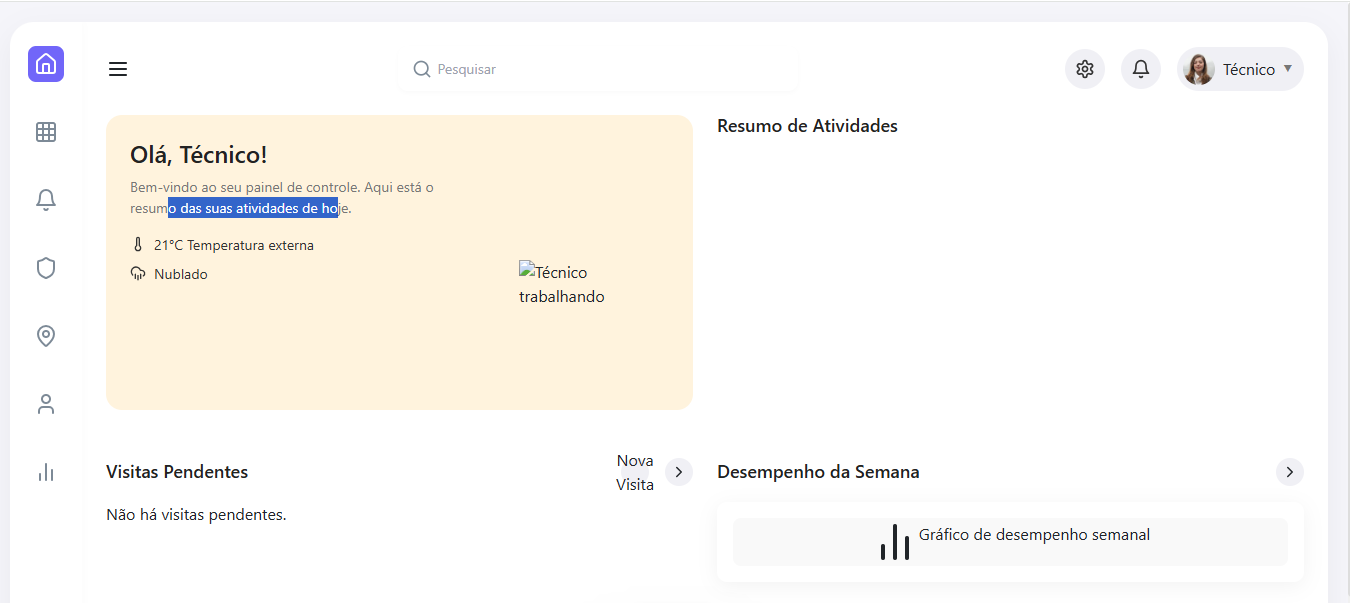 Pesquisar
Técnico
Olá, Técnico!
Bem-vindo ao seu painel de controle. Aqui está o
resumo das suas atividades de hoje.
21°C Temperatura externa
Nublado
Técnico
trabalhando
Resumo de Atividades
Visitas Pendentes
Nova
Visita
Não há visitas pendentes.
Desempenho da Semana
Gráfico de desempenho semanal